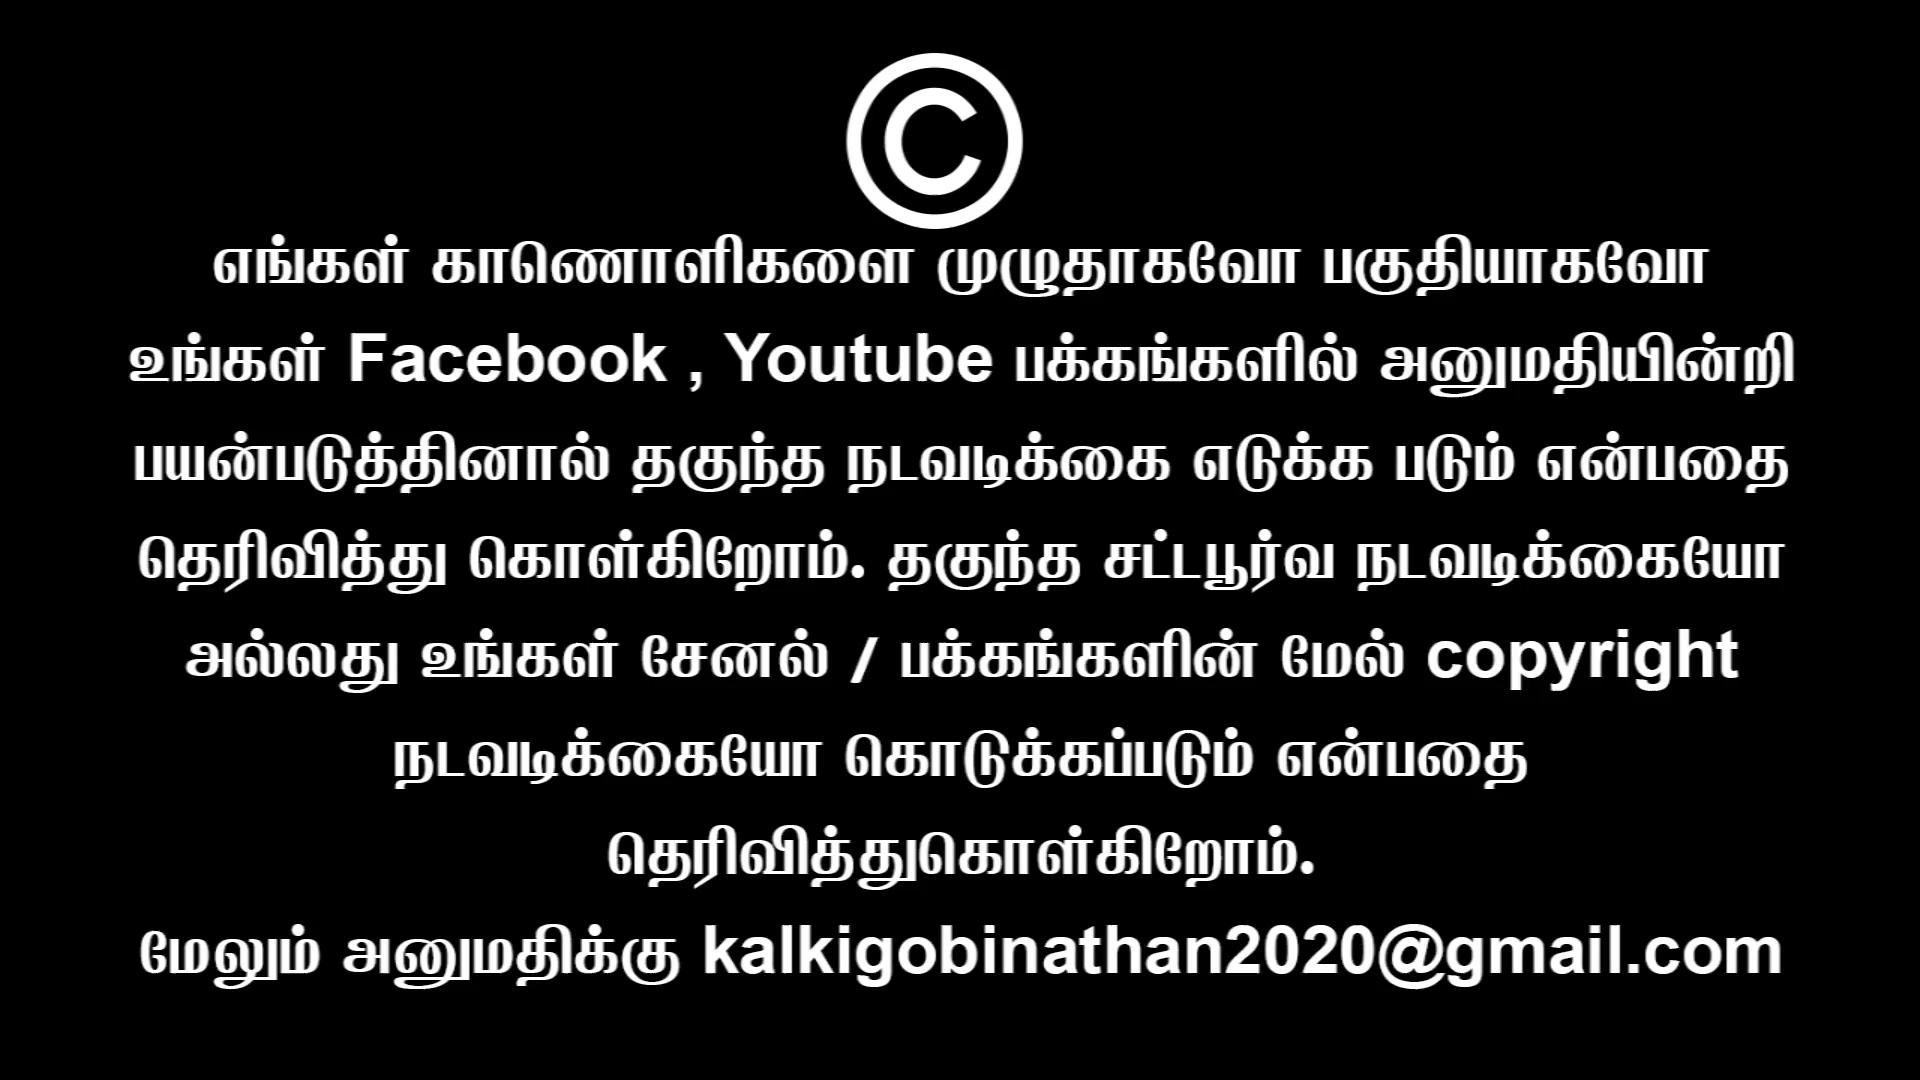 ©
எங்கள் காணொளிகளை முழுதாகவோ பகுதியாகவோ
உங்கள் Facebook , Youtube பக்கங்களில் அனுமதியின்றி
பயன்படுத்தினால் தகுந்த நடவடிக்கை எடுக்க படும் என்பதை
தெரிவித்து கொள்கிறோம். தகுந்த சட்டபூர்வ நடவடிக்கையோ
அல்லது உங்கள் சேனல் / பக்கங்களின் மேல் copyright
நடவடிக்கையோ கொடுக்கப்படும் என்பதை
தெரிவித்துகொள்கிறோம்.
மேலும் அனுமதிக்கு kalkigobinathan2020@gmail.com